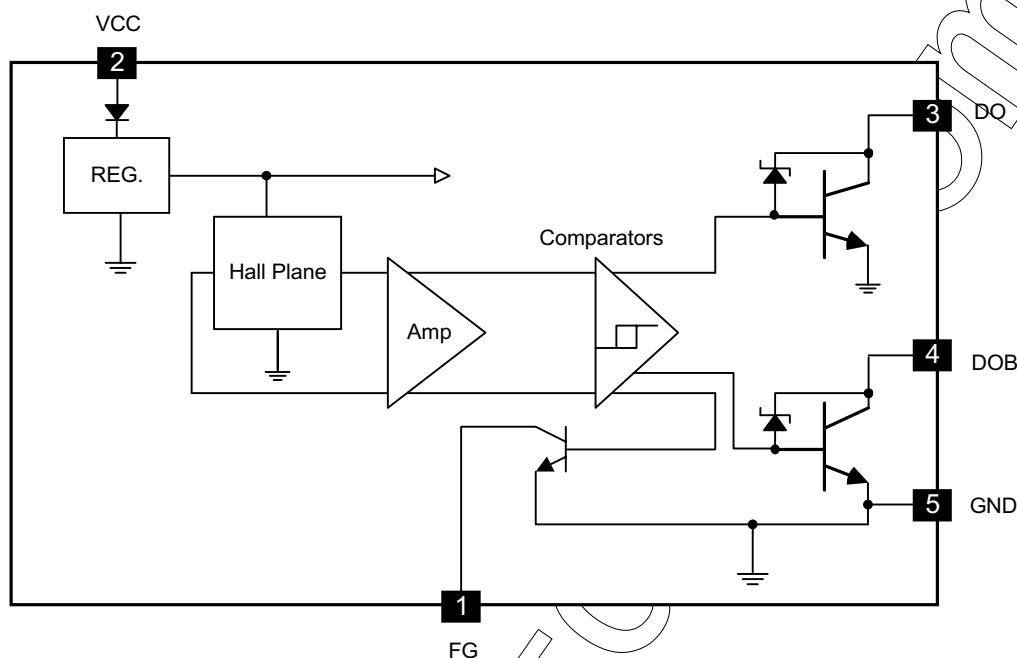 VCC
2
3 DO
REG.
Comparators
Hall Plane
Amp
4 DOB
5 GND
1
FG